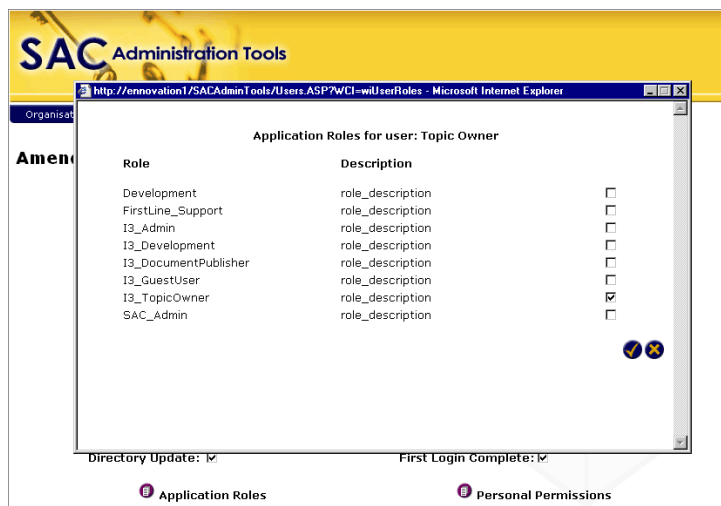 SAC Administration Tools
http://ennovation1/SACAdminTools/Users.ASP?WCI=wiUserRoles - Microsoft Internet Explorer
Organisat
Amen
Application Roles for user: Topic Owner
Role Description
Development role_description
FirstLine_Support role_description
I3_Admin role_description
I3_Development role_description
I3_DocumentPublisher role_description
I3_GuestUser role_description
I3_TopicOwner role_description
SAC_Admin role_description
Directory Update: First Login Complete:
Application Roles Personal Permissions